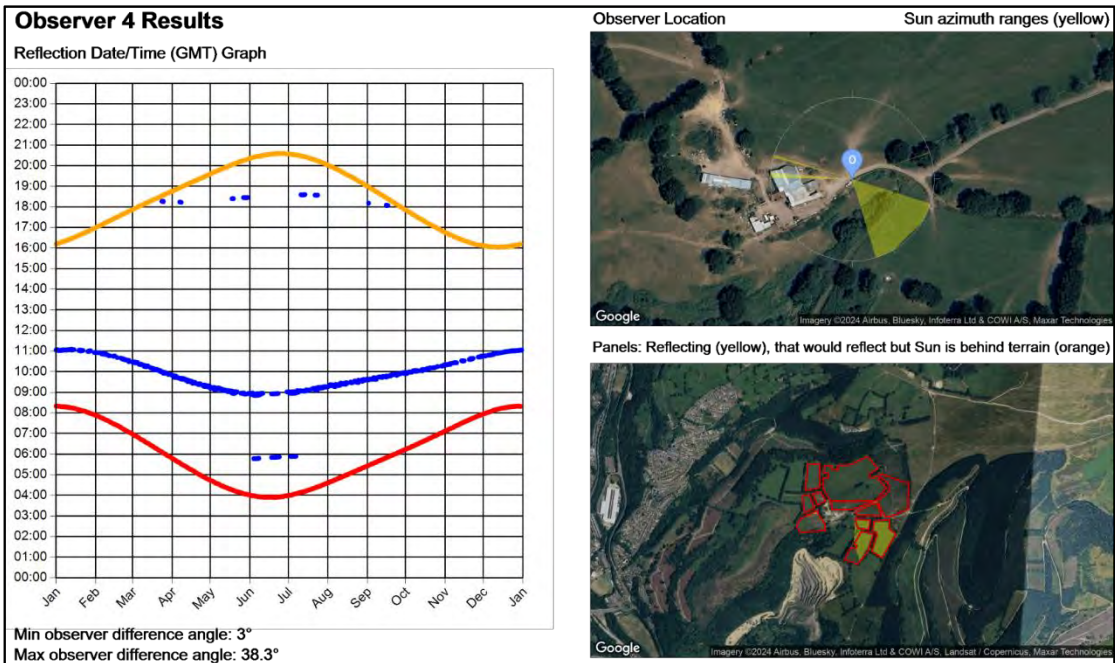 Observer 4 Results
Reflection Date/Time (GMT) Graph
00:00
23:00
22:00
21:00
20:00
19:00
18:00
17:00
16:00
15:00
14:00
13:00
12:00
11:00
10:00
09:00
08:00
07:00
06:00
05:00
04:00
03:00
02:00
01:00
00:00
Jan Feb Mar Apr May Jun Jul Aug Sep Oct Nov Dec Jan
Min observer difference angle: 3°
Max observer difference angle: 38.3°
Observer Location Sun azimuth ranges (yellow)
O
Google Imagery ©2024 Airbus, Bluesky, Infoterra Ltd & COWI A/S, Maxar Technologies
Panels: Reflecting (yellow), that would reflect but Sun is behind terrain (orange)
Google Imagery ©2024 Airbus, Bluesky, Infoterra Ltd & COWI A/S, Landsat / Copernicus, Maxar Technologies